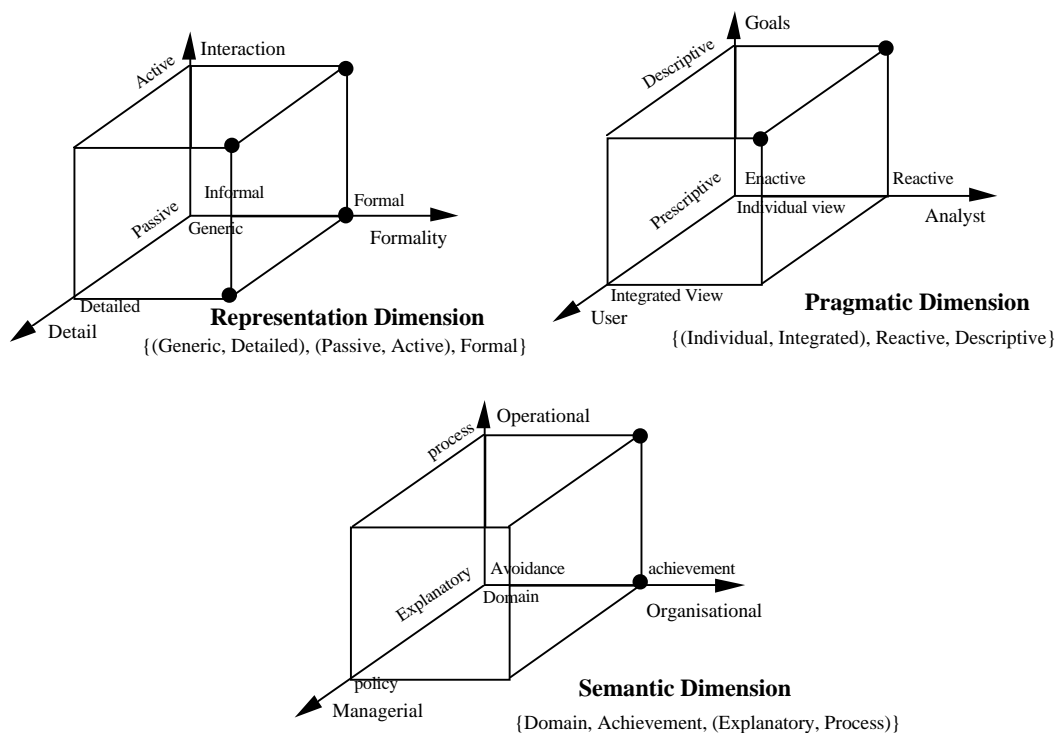 Interaction
Active
Passive
Informal
Generic
Formal
Formality
Detailed
Detail
Representation Dimension
{(Generic, Detailed), (Passive, Active), Formal}
Goals
Descriptive
Prescriptive
Enactive
Individual view
Reactive
Analyst
Integrated View
User
Pragmatic Dimension
{(Individual, Integrated), Reactive, Descriptive}
Operational
process
Explanatory
Avoidance
Domain
achievement
Organisational
policy
Managerial
Semantic Dimension
{Domain, Achievement, (Explanatory, Process)}